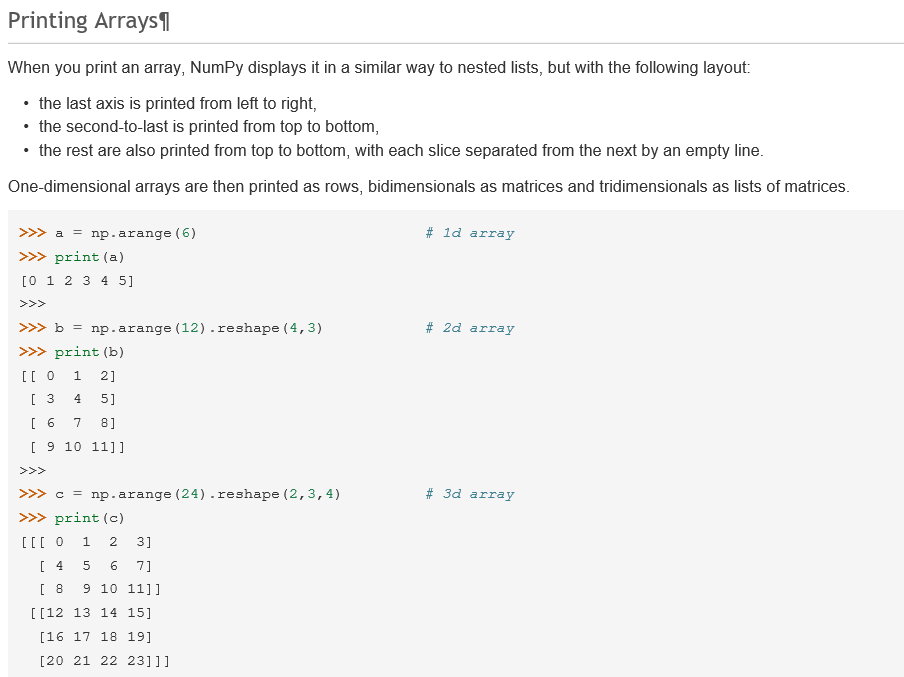 Printing Arrays¶
When you print an array, NumPy displays it in a similar way to nested lists, but with the following layout:
• the last axis is printed from left to right,
• the second-to-last is printed from top to bottom,
• the rest are also printed from top to bottom, with each slice separated from the next by an empty line.
One-dimensional arrays are then printed as rows, bidimensionals as matrices and tridimensionals as lists of matrices.
>>> a = np.arange(6)                         # 1d array
>>> print(a)
[0 1 2 3 4 5]
>>>
>>> b = np.arange(12).reshape(4,3)           # 2d array
>>> print(b)
[[ 0  1  2]
 [ 3  4  5]
 [ 6  7  8]
 [ 9 10 11]]
>>>
>>> c = np.arange(24).reshape(2,3,4)         # 3d array
>>> print(c)
[[[ 0  1  2  3]
  [ 4  5  6  7]
  [ 8  9 10 11]]
 [[12 13 14 15]
  [16 17 18 19]
  [20 21 22 23]]]